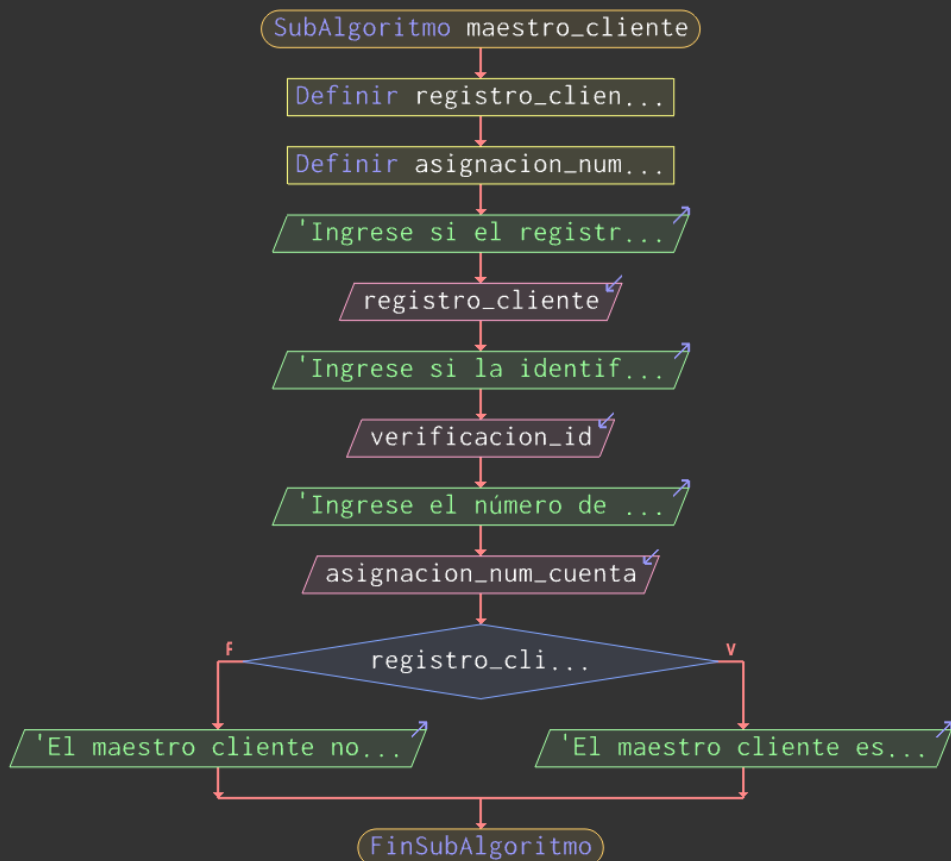 SubAlgoritmo maestro_cliente
Definir registro_clien...
Definir asignacion_num...
'Ingrese si el registr...
registro_cliente
'Ingrese si la identif...
verificacion_id
'Ingrese el número de ...
asignacion_num_cuenta
registro_cli...
F
V
'El maestro cliente no...
'El maestro cliente es...
FinSubAlgoritmo